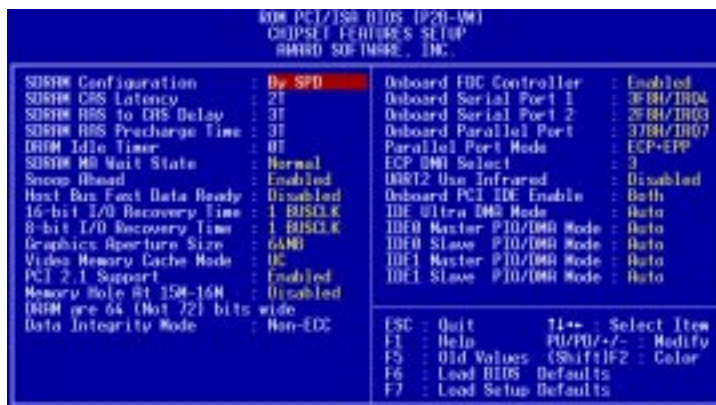 ROM PCI/ISA BIOS (P2B-VM)
CHIPSET FEATURES SETUP
AWARD SOFTWARE, INC.
SDRAM Configuration : By SPD
SDRAM CAS Latency : 2T
SDRAM RAS to CAS Delay : 3T
SDRAM RAS Precharge Time : 3T
DRAM Idle Timer : 0T
SDRAM MA Wait State : Normal
Snoop Ahead : Enabled
Host Bus Fast Data Ready : Disabled
16-bit I/O Recovery Time : 1 BUSCLK
8-bit I/O Recovery Time : 1 BUSCLK
Graphics Aperture Size : 64MB
Video Memory Cache Mode : UC
PCI 2.1 Support : Enabled
Memory Hole At 15M-16M : Disabled
DRAM are 64 (Not 72) bits wide
Data Integrity Mode : Non-ECC
Onboard FDC Controller : Enabled
Onboard Serial Port 1 : 3F8H/IRQ4
Onboard Serial Port 2 : 2F8H/IRQ3
Onboard Parallel Port : 378H/IRQ7
Parallel Port Mode : ECP+EPP
ECP DMA Select : 3
UART2 Use Infrared : Disabled
Onboard PCI IDE Enable : Both
IDE Ultra DMA Mode : Auto
IDE0 Master PIO/DMA Mode : Auto
IDE0 Slave PIO/DMA Mode : Auto
IDE1 Master PIO/DMA Mode : Auto
IDE1 Slave PIO/DMA Mode : Auto
ESC : Quit ↑↓→← : Select Item
F1 : Help PU/PD/+/- : Modify
F5 : Old Values (Shift)F2 : Color
F6 : Load BIOS Defaults
F7 : Load Setup Defaults